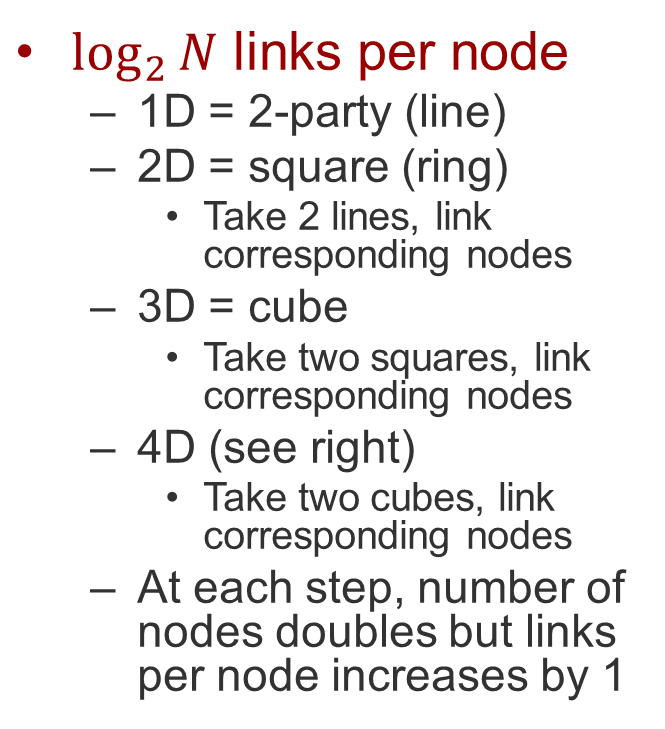 • log₂ N links per node
– 1D = 2-party (line)
– 2D = square (ring)
• Take 2 lines, link
corresponding nodes
– 3D = cube
• Take two squares, link
corresponding nodes
– 4D (see right)
• Take two cubes, link
corresponding nodes
– At each step, number of
nodes doubles but links
per node increases by 1